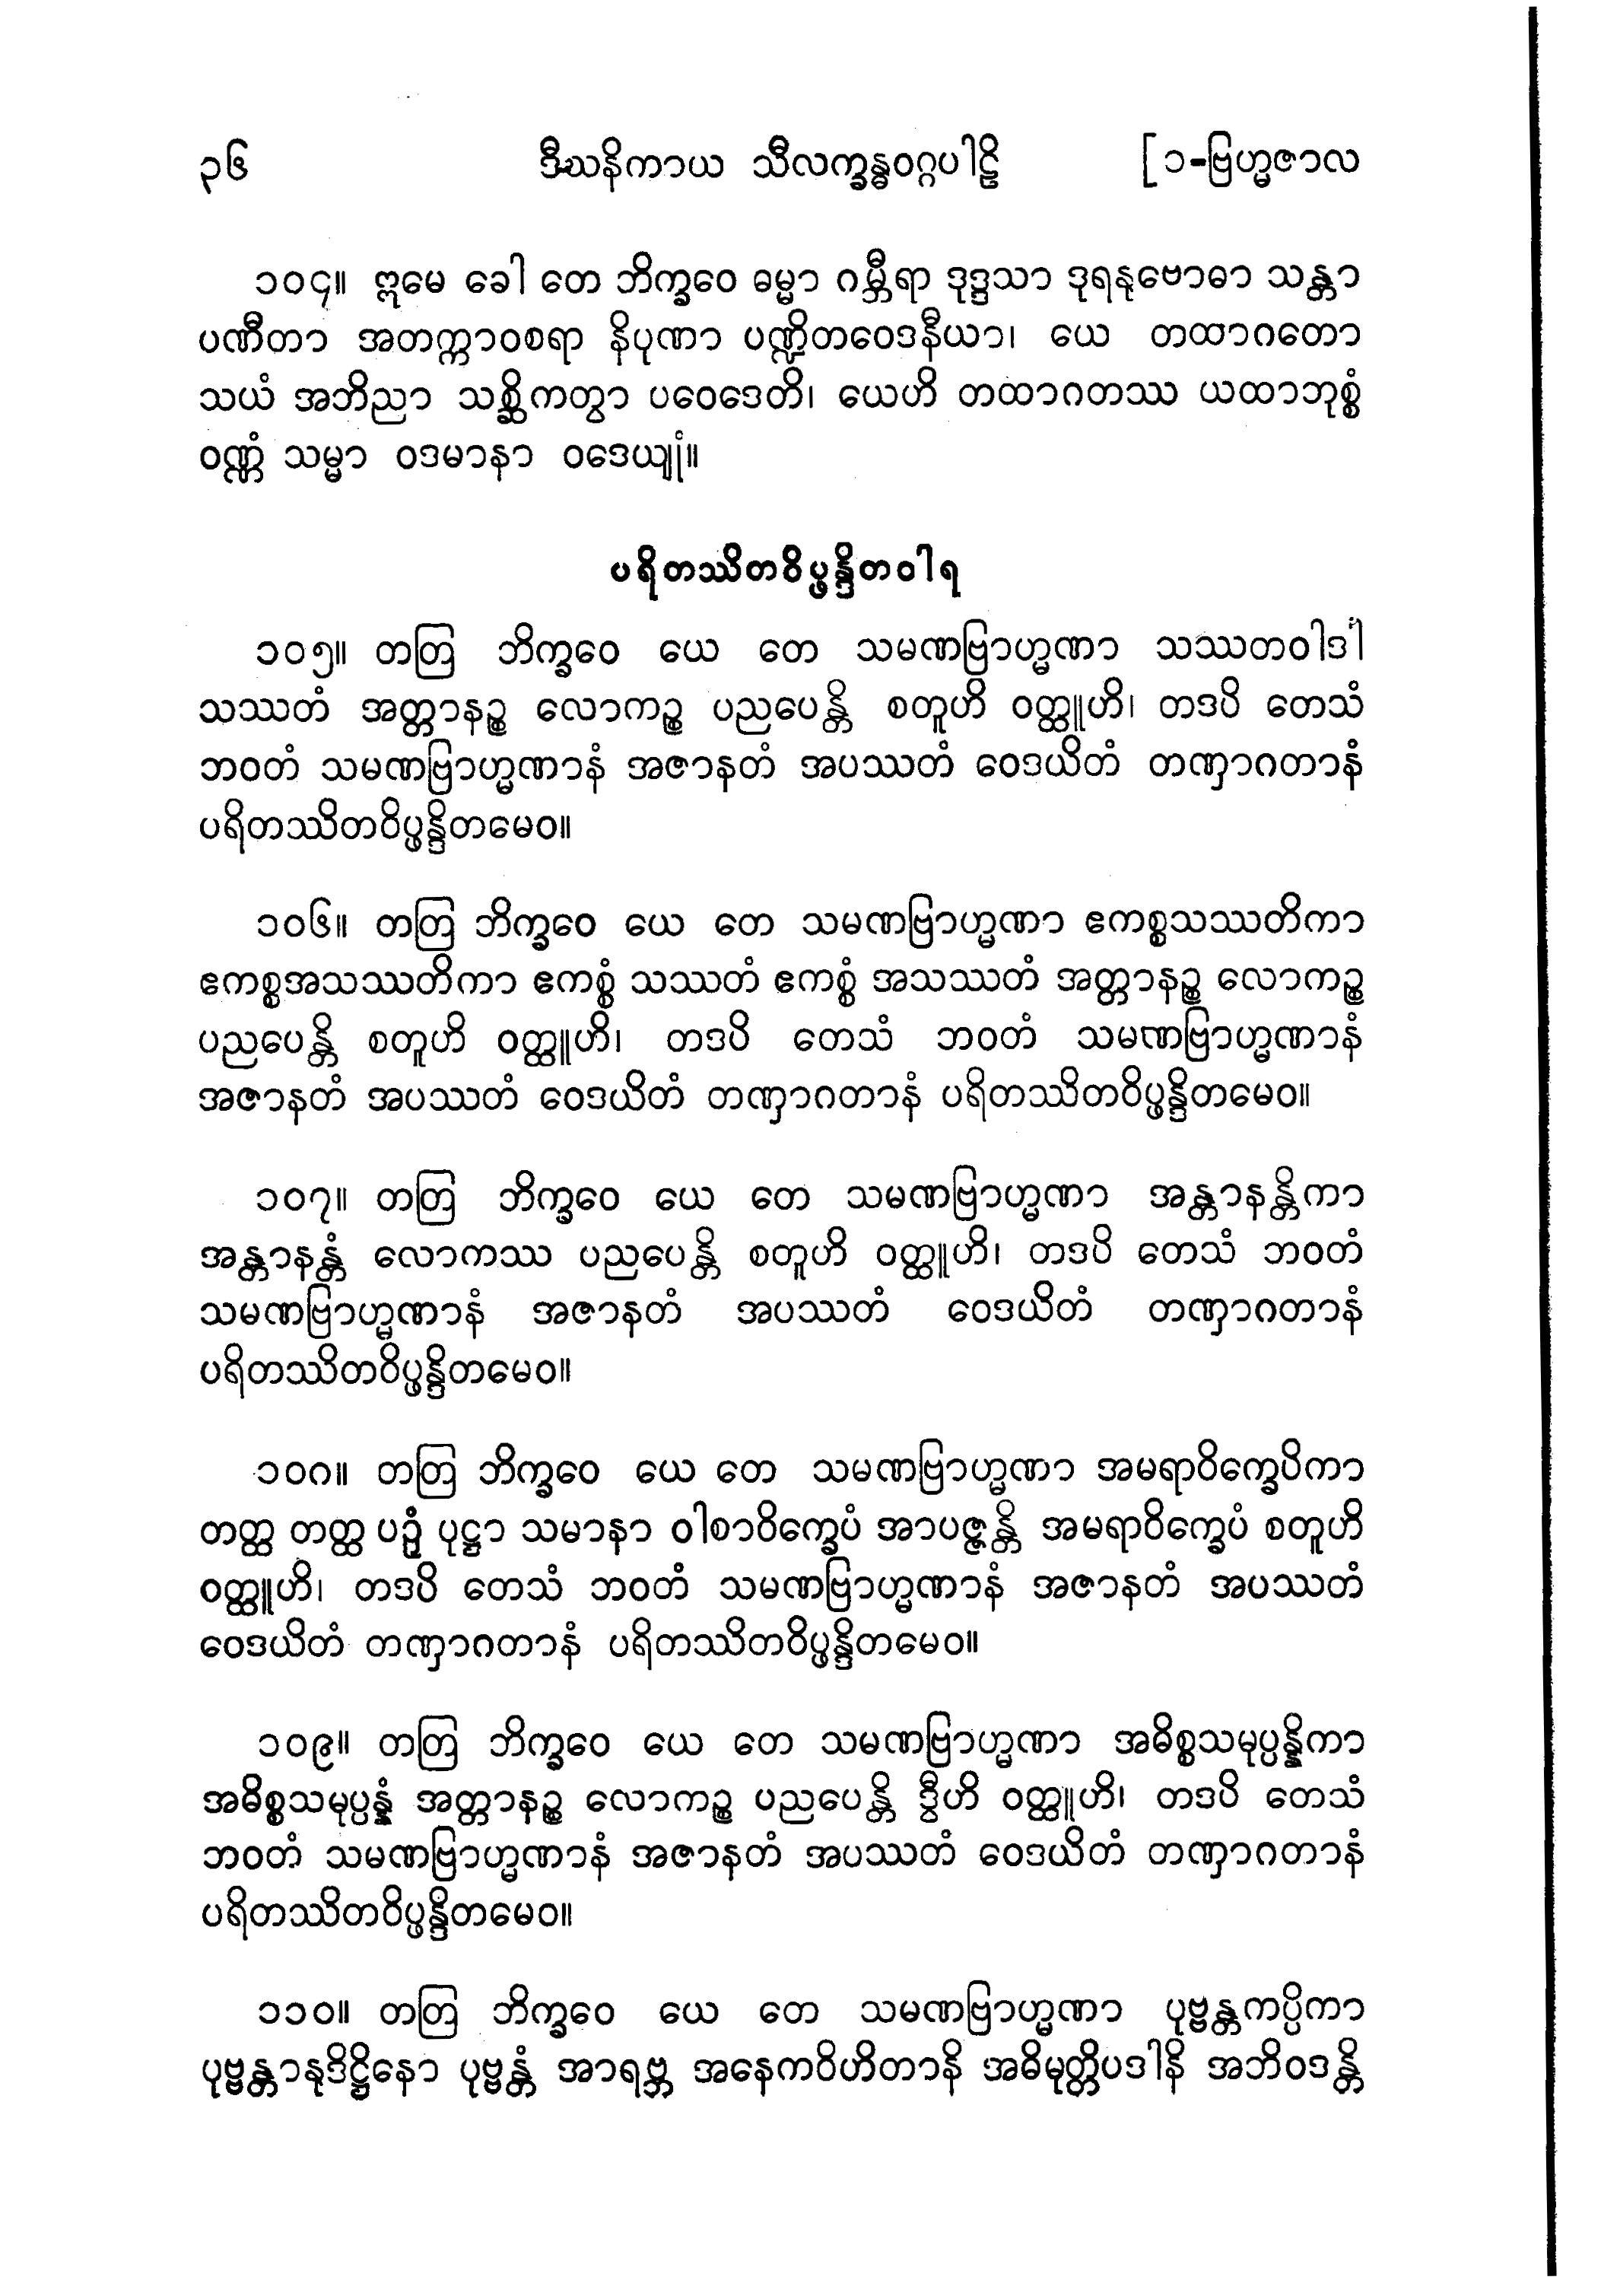 ၃၆ ဒီဃနိကာယ သီလက္ခန္ဓဝဂ္ဂပါဠိ [၁-ဗြဟ္မဇာလ
၁၀၄။ ဣမေ ခေါ တေ ဘိက္ခဝေ ဓမ္မာ ဂမ္ဘီရာ ဒုဒ္ဒသာ ဒုရနုဗောဓာ သန္တာ
ပဏီတာ အတက္ကာဝစရာ နိပုဏာ ပဏ္ဍိတဝေဒနီယာ၊ ယေ တထာဂတော
သယံ အဘိညာ သစ္ဆိကတွာ ပဝေဒေတိ၊ ယေဟိ တထာဂတဿ ယထာဘုစ္စံ
ဝဏ္ဏံ သမ္မာ ဝဒမာနာ ဝဒေယျုံ။
ပရိတဿိတဝိပ္ဖန္ဒိတဝါရ
၁၀၅။ တတြ ဘိက္ခဝေ ယေ တေ သမဏဗြာဟ္မဏာ သဿတဝါဒါ
သဿတံ အတ္တာနဉ္စ လောကဉ္စ ပညပေန္တိ စတူဟိ ဝတ္ထူဟိ၊ တဒပိ တေသံ
ဘဝတံ သမဏဗြာဟ္မဏာနံ အဇာနတံ အပဿတံ ဝေဒယိတံ တဏှာဂတာနံ
ပရိတဿိတဝိပ္ဖန္ဒိတမေဝ။
၁၀၆။ တတြ ဘိက္ခဝေ ယေ တေ သမဏဗြာဟ္မဏာ ဧကစ္စသဿတိကာ
ဧကစ္စအသဿတိကာ ဧကစ္စံ သဿတံ ဧကစ္စံ အသဿတံ အတ္တာနဉ္စ လောကဉ္စ
ပညပေန္တိ စတူဟိ ဝတ္ထူဟိ၊ တဒပိ တေသံ ဘဝတံ သမဏဗြာဟ္မဏာနံ
အဇာနတံ အပဿတံ ဝေဒယိတံ တဏှာဂတာနံ ပရိတဿိတဝိပ္ဖန္ဒိတမေဝ။
၁၀၇။ တတြ ဘိက္ခဝေ ယေ တေ သမဏဗြာဟ္မဏာ အန္တာနန္တိကာ
အန္တာနန္တံ လောကဿ ပညပေန္တိ စတူဟိ ဝတ္ထူဟိ၊ တဒပိ တေသံ ဘဝတံ
သမဏဗြာဟ္မဏာနံ အဇာနတံ အပဿတံ ဝေဒယိတံ တဏှာဂတာနံ
ပရိတဿိတဝိပ္ဖန္ဒိတမေဝ။
၁၀ဂ။ တတြ ဘိက္ခဝေ ယေ တေ သမဏဗြာဟ္မဏာ အမရာဝိက္ခေပိကာ
တတ္ထ တတ္ထ ပဉှံ ပုဋ္ဌာ သမာနာ ဝါစာဝိက္ခေပံ အာပဇ္ဇန္တိ အမရာဝိက္ခေပံ စတူဟိ
ဝတ္ထူဟိ၊ တဒပိ တေသံ ဘဝတံ သမဏဗြာဟ္မဏာနံ အဇာနတံ အပဿတံ
ဝေဒယိတံ တဏှာဂတာနံ ပရိတဿိတဝိပ္ဖန္ဒိတမေဝ။
၁၀၉။ တတြ ဘိက္ခဝေ ယေ တေ သမဏဗြာဟ္မဏာ အဓိစ္စသမုပ္ပန္နိကာ
အဓိစ္စသမုပ္ပန္နံ အတ္တာနဉ္စ လောကဉ္စ ပညပေန္တိ ဒွီဟိ ဝတ္ထူဟိ၊ တဒပိ တေသံ
ဘဝတံ သမဏဗြာဟ္မဏာနံ အဇာနတံ အပဿတံ ဝေဒယိတံ တဏှာဂတာနံ
ပရိတဿိတဝိပ္ဖန္ဒိတမေဝ။
၁၁၀။ တတြ ဘိက္ခဝေ ယေ တေ သမဏဗြာဟ္မဏာ ပုဗ္ဗန္တကပ္ပိကာ
ပုဗ္ဗန္တာနုဒိဋ္ဌိနော ပုဗ္ဗန္တံ အာရဗ္ဘ အနေကဝိဟိတာနိ အဓိမုတ္တိပဒါနိ အဘိဝဒန္တိ